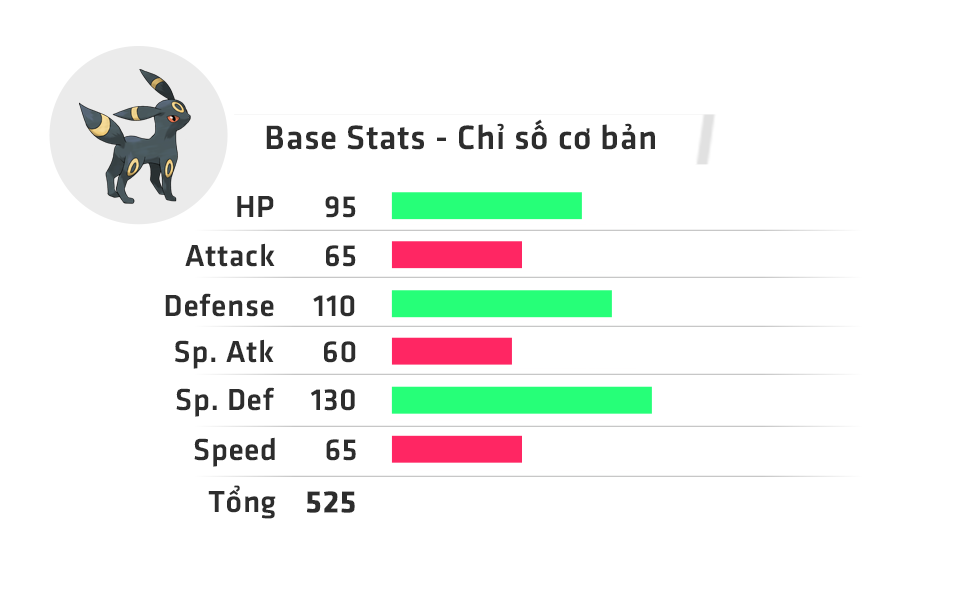 Base Stats - Chỉ số cơ bản
HP 95
Attack 65
Defense 110
Sp. Atk 60
Sp. Def 130
Speed 65
Tổng 525